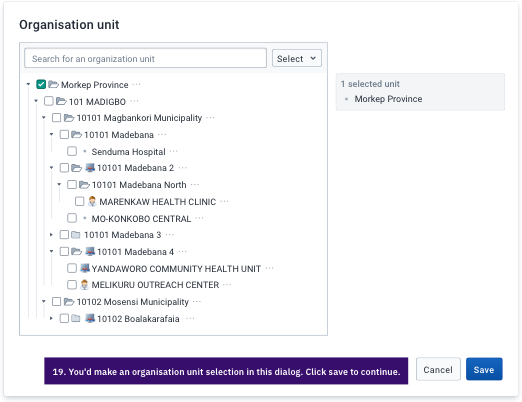 Organisation unit
Search for an organization unit
Select
1 selected unit
Morkep Province
Morkep Province
101 MADIGBO
10101 Magbankori Municipality
10101 Madebana
Senduma Hospital
10101 Madebana 2
10101 Madebana North
MARENKAW HEALTH CLINIC
MO-KONKOBO CENTRAL
10101 Madebana 3
10101 Madebana 4
YANDAWORO COMMUNITY HEALTH UNIT
MELIKURU OUTREACH CENTER
10102 Mosensi Municipality
10102 Boalakarafaia
19. You'd make an organisation unit selection in this dialog. Click save to continue.
Cancel
Save